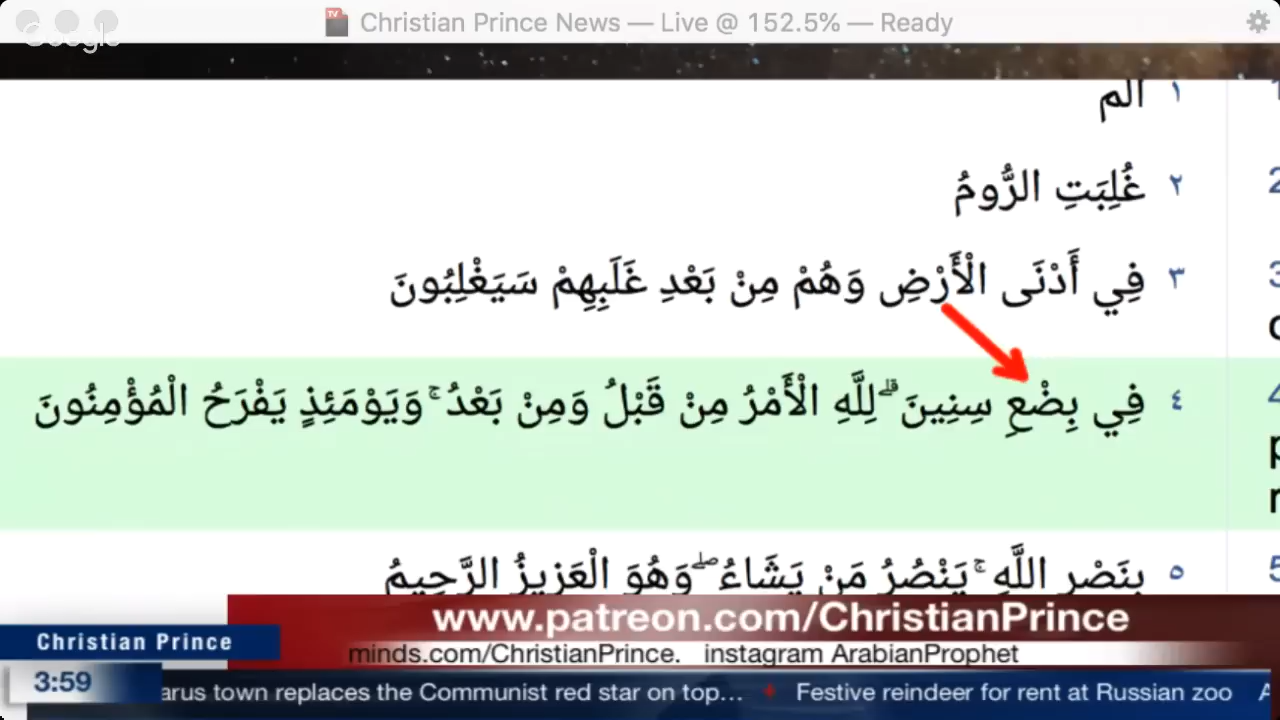 Christian Prince News — Live @ 152.5% — Ready
Google
١ الم
٢ غُلِبَتِ الرُّومُ
٣ فِي أَدْنَى الْأَرْضِ وَهُمْ مِنْ بَعْدِ غَلَبِهِمْ سَيَغْلِبُونَ
٤ فِي بِضْعِ سِنِينَ ۗ لِلَّهِ الْأَمْرُ مِنْ قَبْلُ وَمِنْ بَعْدُ ۚ وَيَوْمَئِذٍ يَفْرَحُ الْمُؤْمِنُونَ
٥ بِنَصْرِ اللَّهِ ۚ يَنْصُرُ مَنْ يَشَاءُ ۖ وَهُوَ الْعَزِيزُ الرَّحِيمُ
www.patreon.com/ChristianPrince
Christian Prince
minds.com/ChristianPrince. instagram ArabianProphet
3:59
arus town replaces the Communist red star on top... Festive reindeer for rent at Russian zoo